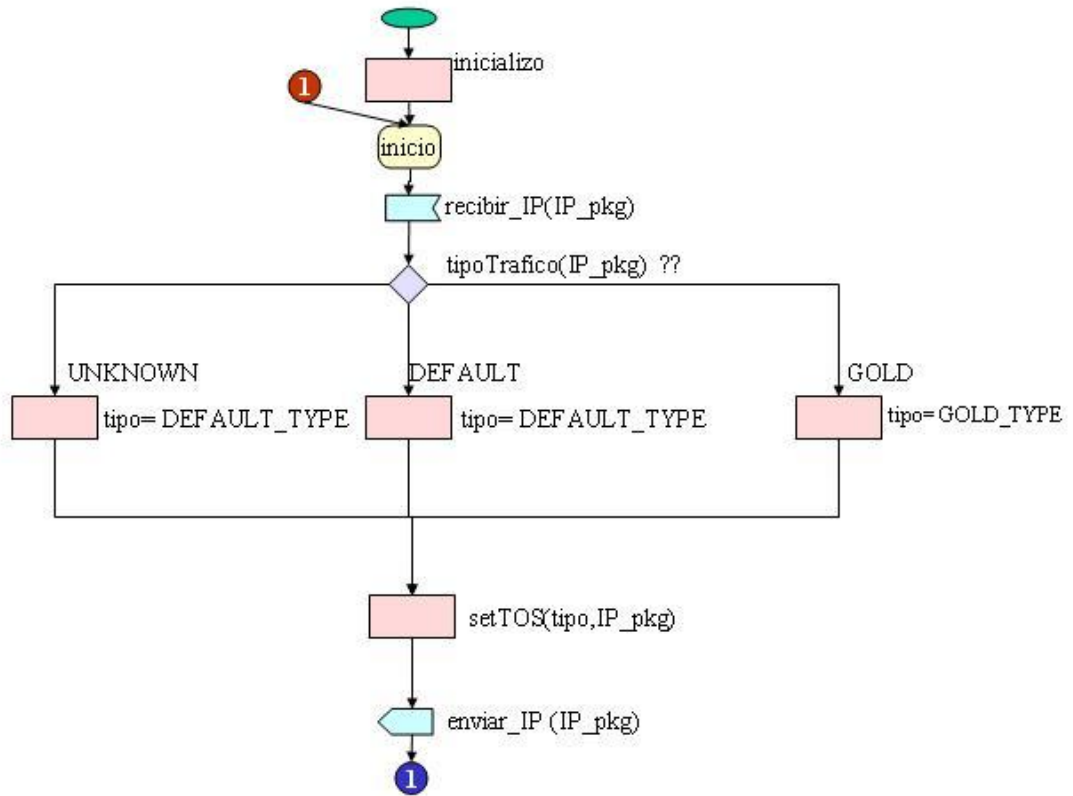 inicializo
1
inicio
recibir_IP(IP_pkg)
tipoTrafico(IP_pkg) ??
UNKNOWN
DEFAULT
GOLD
tipo= DEFAULT_TYPE
tipo= DEFAULT_TYPE
tipo= GOLD_TYPE
setTOS(tipo,IP_pkg)
enviar_IP (IP_pkg)
1